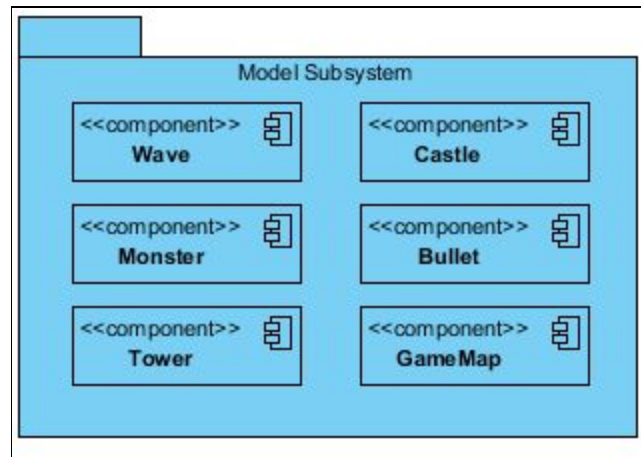 Model Subsystem
<<component>>
Wave
<<component>>
Castle
<<component>>
Monster
<<component>>
Bullet
<<component>>
Tower
<<component>>
GameMap